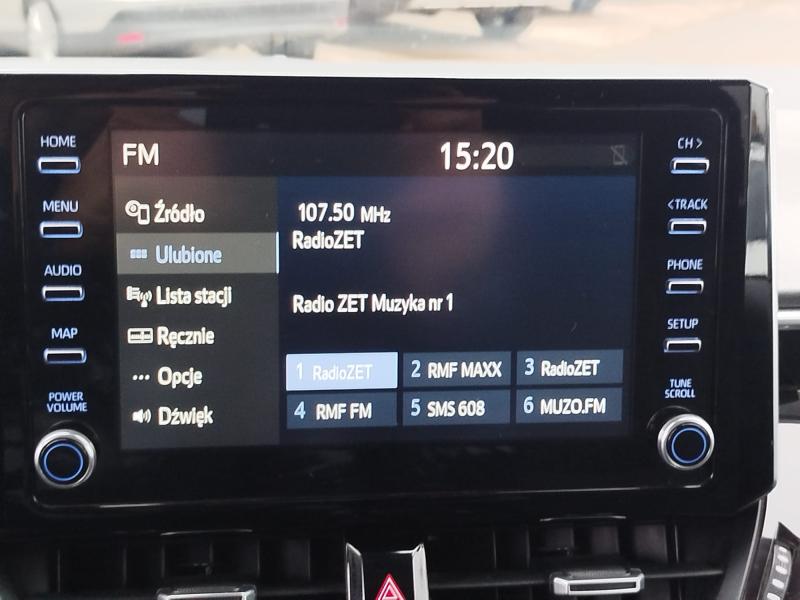 HOME
MENU
AUDIO
MAP
POWER
VOLUME
FM 15:20
Źródło
Ulubione
Lista stacji
Ręcznie
Opcje
Dźwięk
107.50 MHz
RadioZET
Radio ZET Muzyka nr 1
1 RadioZET
2 RMF MAXX
3 RadioZET
4 RMF FM
5 SMS 608
6 MUZO.FM
CH >
< TRACK
PHONE
SETUP
TUNE
SCROLL